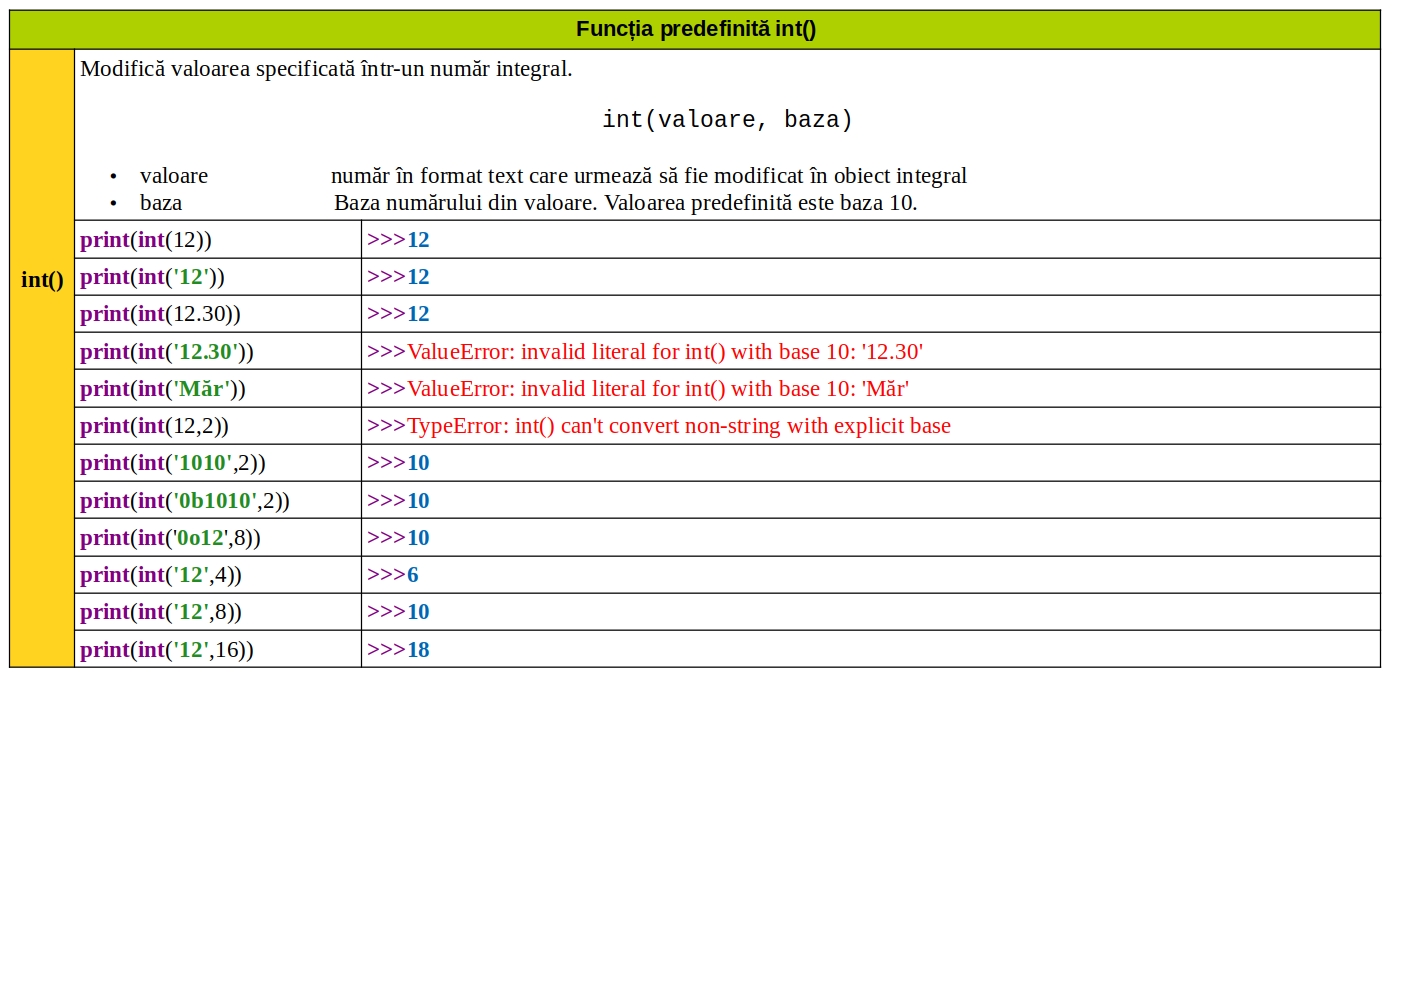 Funcția predefinită int()
int()
Modifică valoarea specificată într-un număr integral.
int(valoare, baza)
• valoare număr în format text care urmează să fie modificat în obiect integral
• baza Baza numărului din valoare. Valoarea predefinită este baza 10.
print(int(12)) >>>12
print(int('12')) >>>12
print(int(12.30)) >>>12
print(int('12.30')) >>>ValueError: invalid literal for int() with base 10: '12.30'
print(int('Măr')) >>>ValueError: invalid literal for int() with base 10: 'Măr'
print(int(12,2)) >>>TypeError: int() can't convert non-string with explicit base
print(int('1010',2)) >>>10
print(int('0b1010',2)) >>>10
print(int('0o12',8)) >>>10
print(int('12',4)) >>>6
print(int('12',8)) >>>10
print(int('12',16)) >>>18